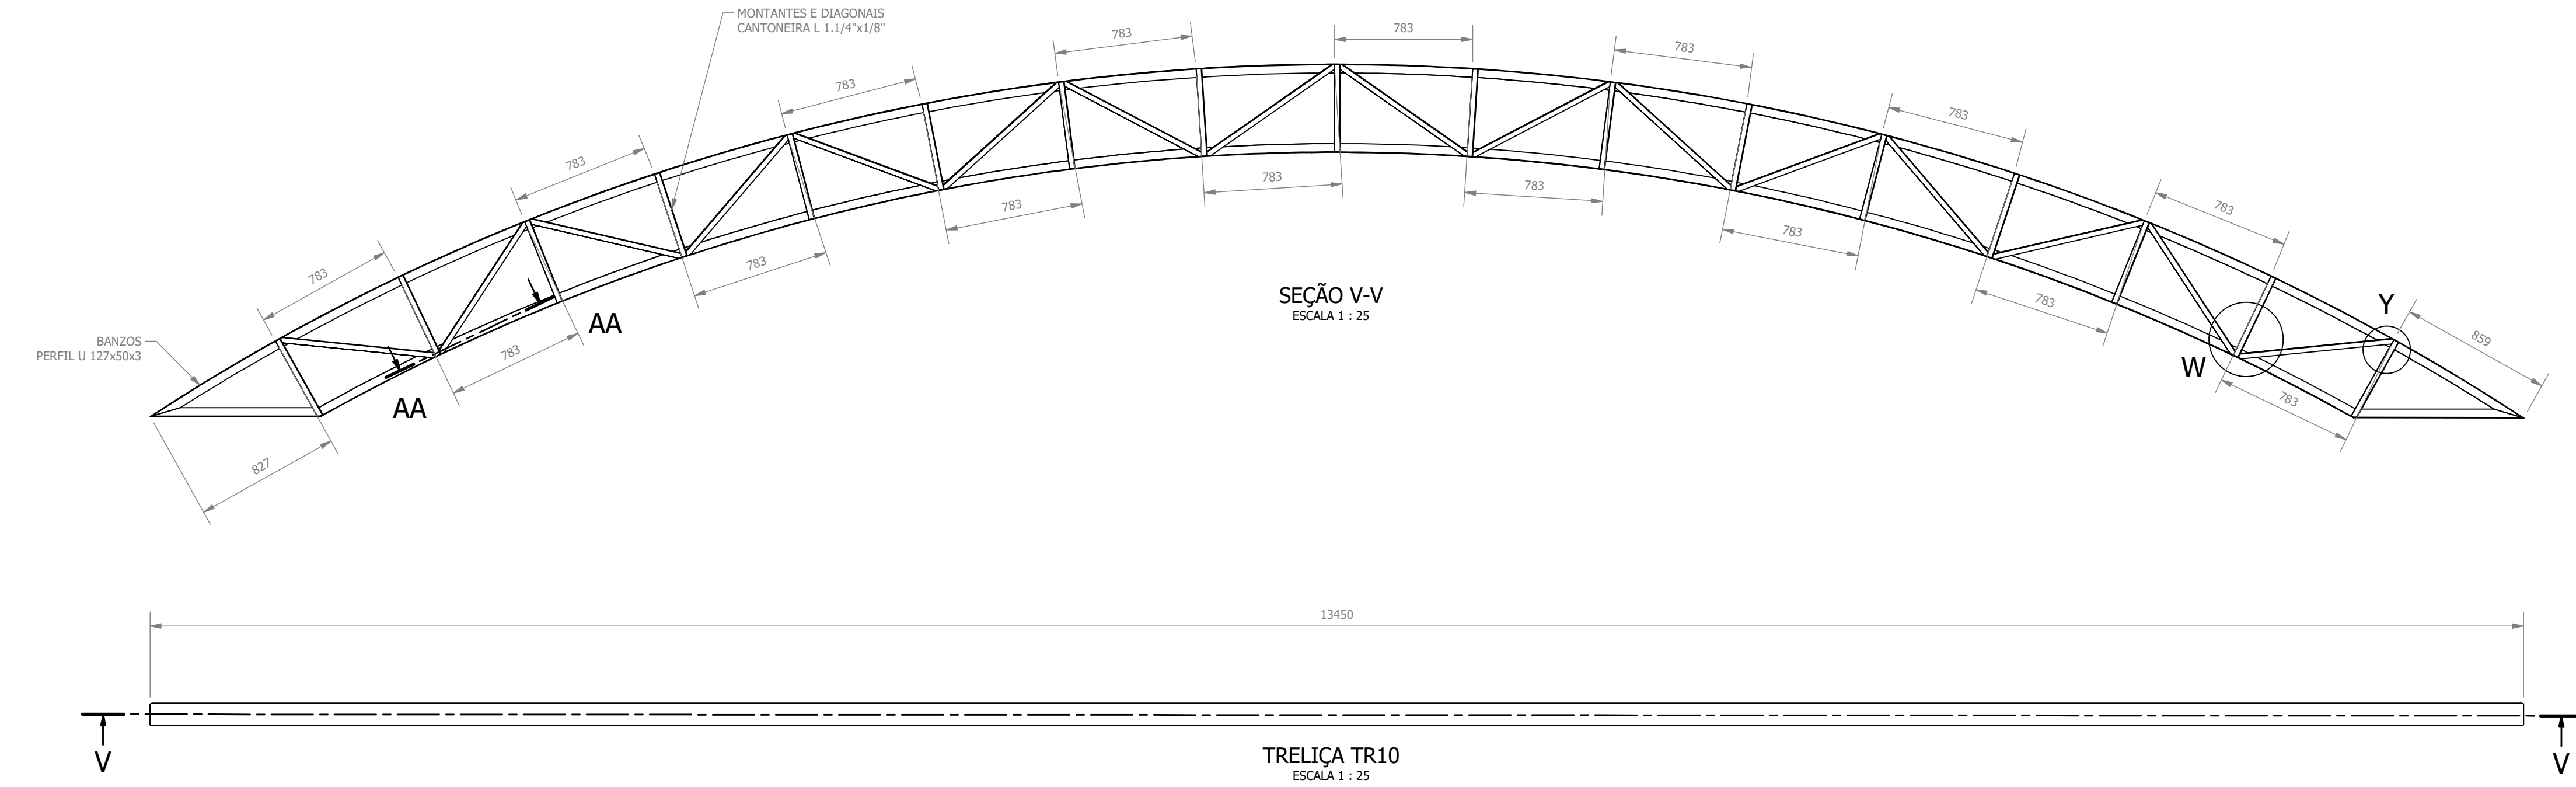 MONTANTES E DIAGONAIS
CANTONEIRA L 1.1/4"x1/8"
783
783
783
783
783
783
783
783
783
783
859
BANZOS
PERFIL U 127x50x3
AA
AA
827
783
783
783
783
783
783
783
783
W
Y
SEÇÃO V-V
ESCALA 1 : 25
13450
V
V
TRELIÇA TR10
ESCALA 1 : 25